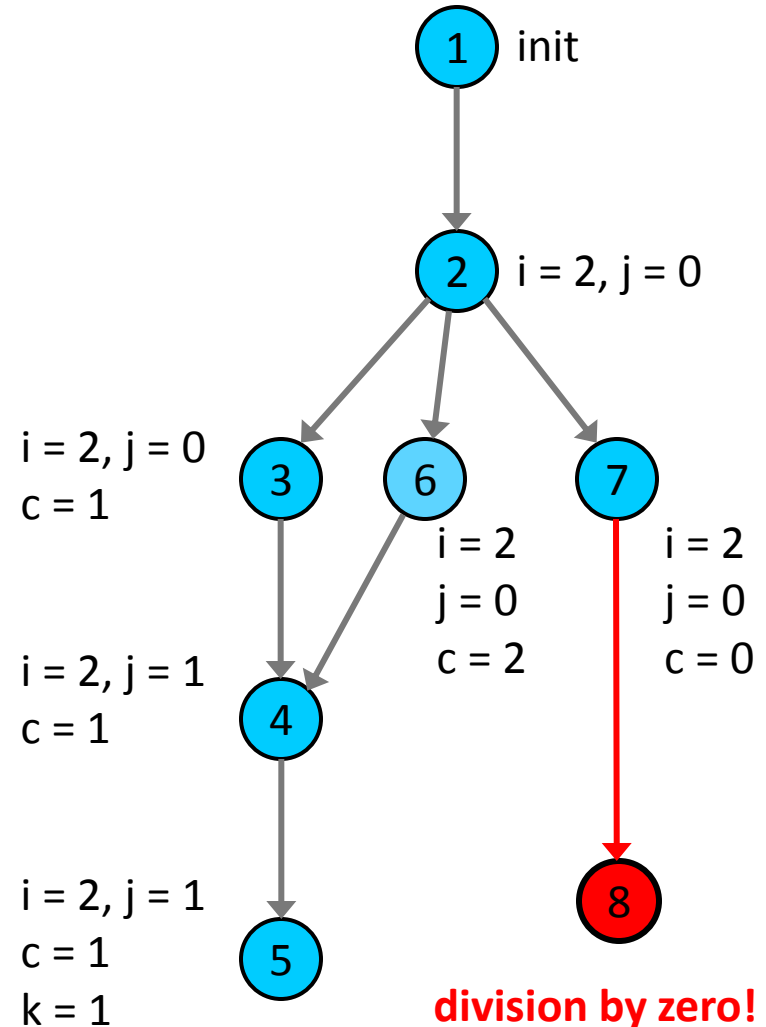 1 init
2 i = 2, j = 0
i = 2, j = 0
c = 1
3
6
7
i = 2
j = 0
c = 2
i = 2
j = 0
c = 0
i = 2, j = 1
c = 1
4
i = 2, j = 1
c = 1
k = 1
5
8
division by zero!